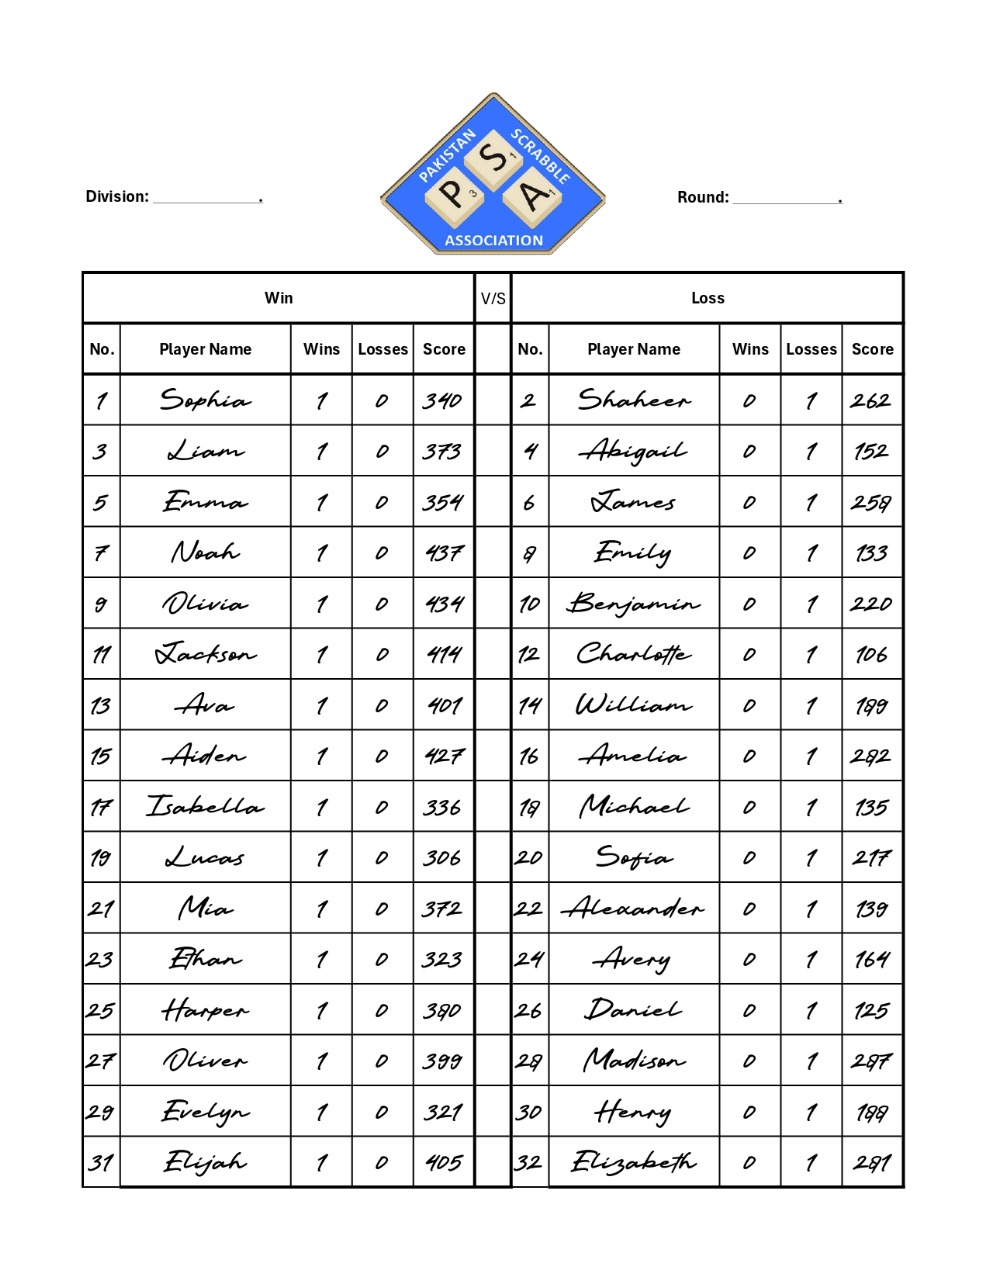 PAKISTAN SCRABBLE
S1
P3 A1
ASSOCIATION
Division: ____________. Round: ____________.
Win V/S Loss
No. Player Name Wins Losses Score No. Player Name Wins Losses Score
1 Sophia 1 0 340 2 Shaheer 0 1 262
3 Liam 1 0 373 4 Abigail 0 1 152
5 Emma 1 0 354 6 James 0 1 258
7 Noah 1 0 437 8 Emily 0 1 133
9 Olivia 1 0 434 10 Benjamin 0 1 220
11 Jackson 1 0 414 12 Charlotte 0 1 106
13 Ava 1 0 401 14 William 0 1 189
15 Aiden 1 0 427 16 Amelia 0 1 282
17 Isabella 1 0 336 18 Michael 0 1 135
19 Lucas 1 0 306 20 Sofia 0 1 217
21 Mia 1 0 372 22 Alexander 0 1 139
23 Ethan 1 0 323 24 Avery 0 1 164
25 Harper 1 0 380 26 Daniel 0 1 125
27 Oliver 1 0 399 28 Madison 0 1 287
29 Evelyn 1 0 321 30 Henry 0 1 188
31 Elijah 1 0 405 32 Elizabeth 0 1 281